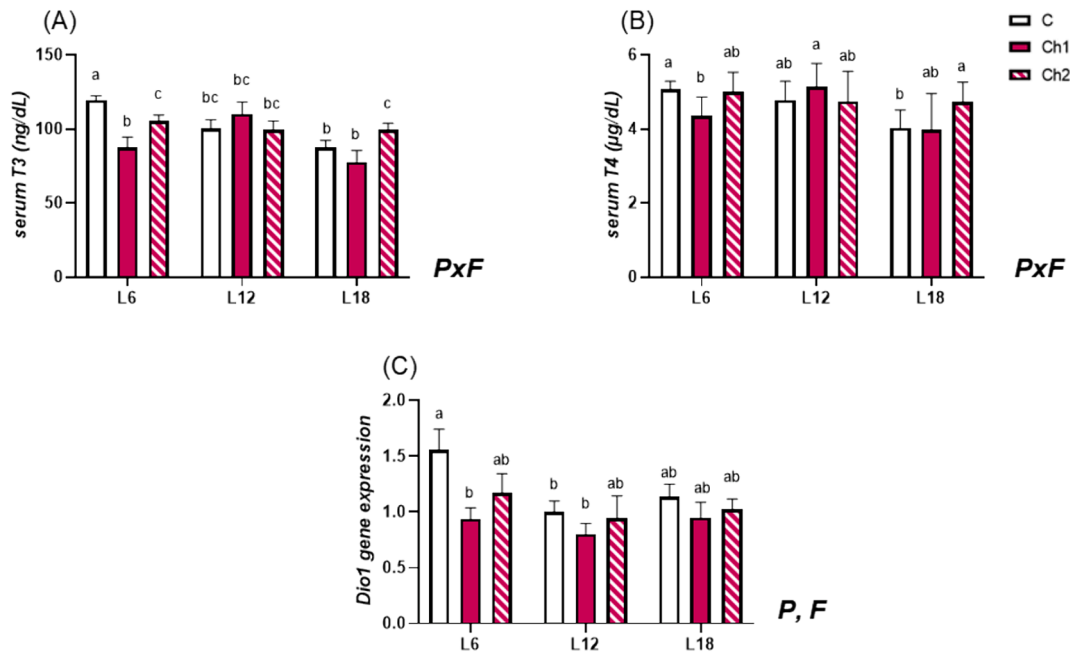 (A)
150
100
50
0
serum T3 (ng/dL)
a
b
c
bc
bc
bc
b
b
c
L6
L12
L18
PxF
(B)
6
4
2
0
serum T4 (µg/dL)
a
b
ab
ab
a
ab
b
ab
a
L6
L12
L18
PxF
C
Ch1
Ch2
(C)
2.0
1.5
1.0
0.5
0.0
Dio1 gene expression
a
b
ab
b
b
ab
ab
ab
ab
L6
L12
L18
P, F